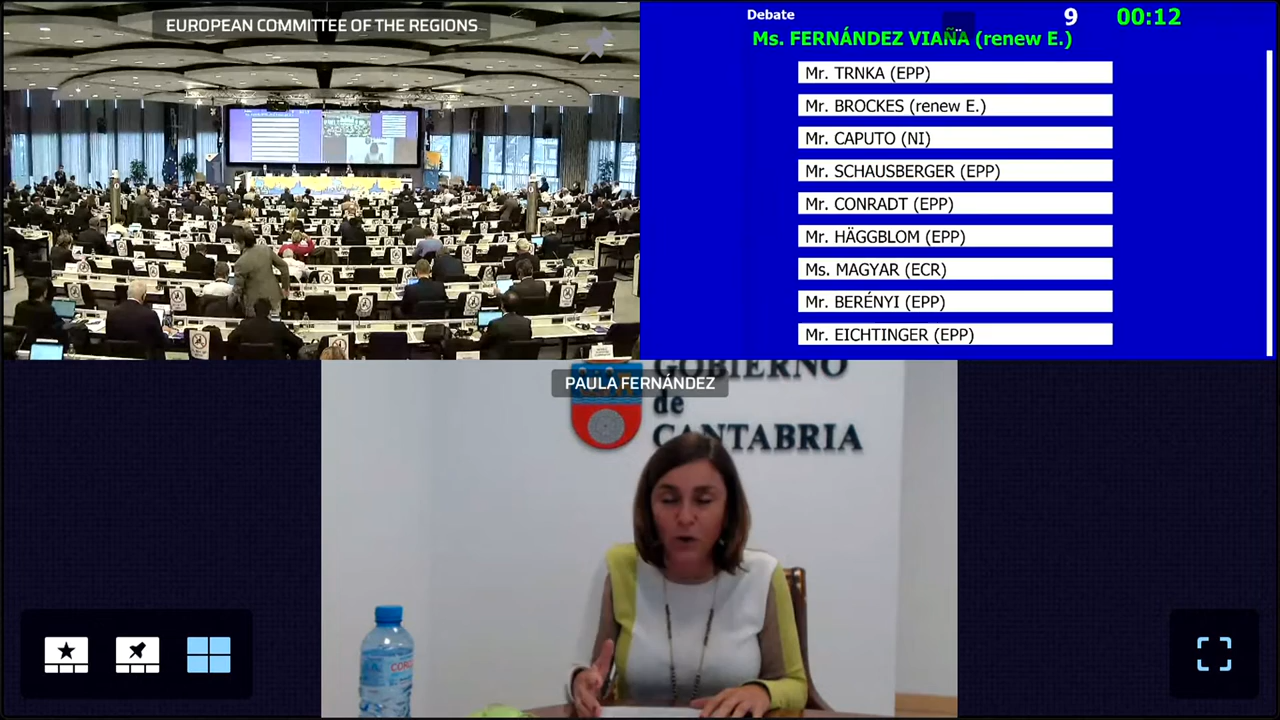 EUROPEAN COMMITTEE OF THE REGIONS
Debate 9 00:12
Ms. FERNÁNDEZ VIAÑA (renew E.)
Mr. TRNKA (EPP)
Mr. BROCKES (renew E.)
Mr. CAPUTO (NI)
Mr. SCHAUSBERGER (EPP)
Mr. CONRADT (EPP)
Mr. HÄGGBLOM (EPP)
Ms. MAGYAR (ECR)
Mr. BERÉNYI (EPP)
Mr. EICHTINGER (EPP)
PAULA FERNÁNDEZ
GOBIERNO
de
CANTABRIA